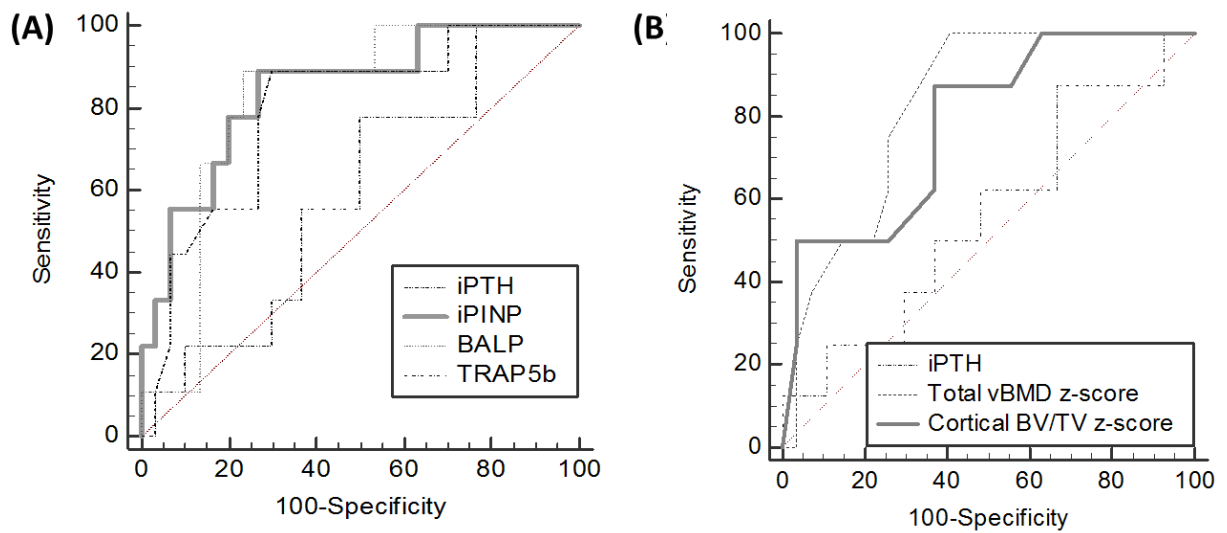 (A)
100
80
60
40
20
0
Sensitivity
iPTH
iPINP
BALP
TRAP5b
0 20 40 60 80 100
100-Specificity
(B)
100
80
60
40
20
0
Sensitivity
iPTH
Total vBMD z-score
Cortical BV/TV z-score
0 20 40 60 80 100
100-Specificity